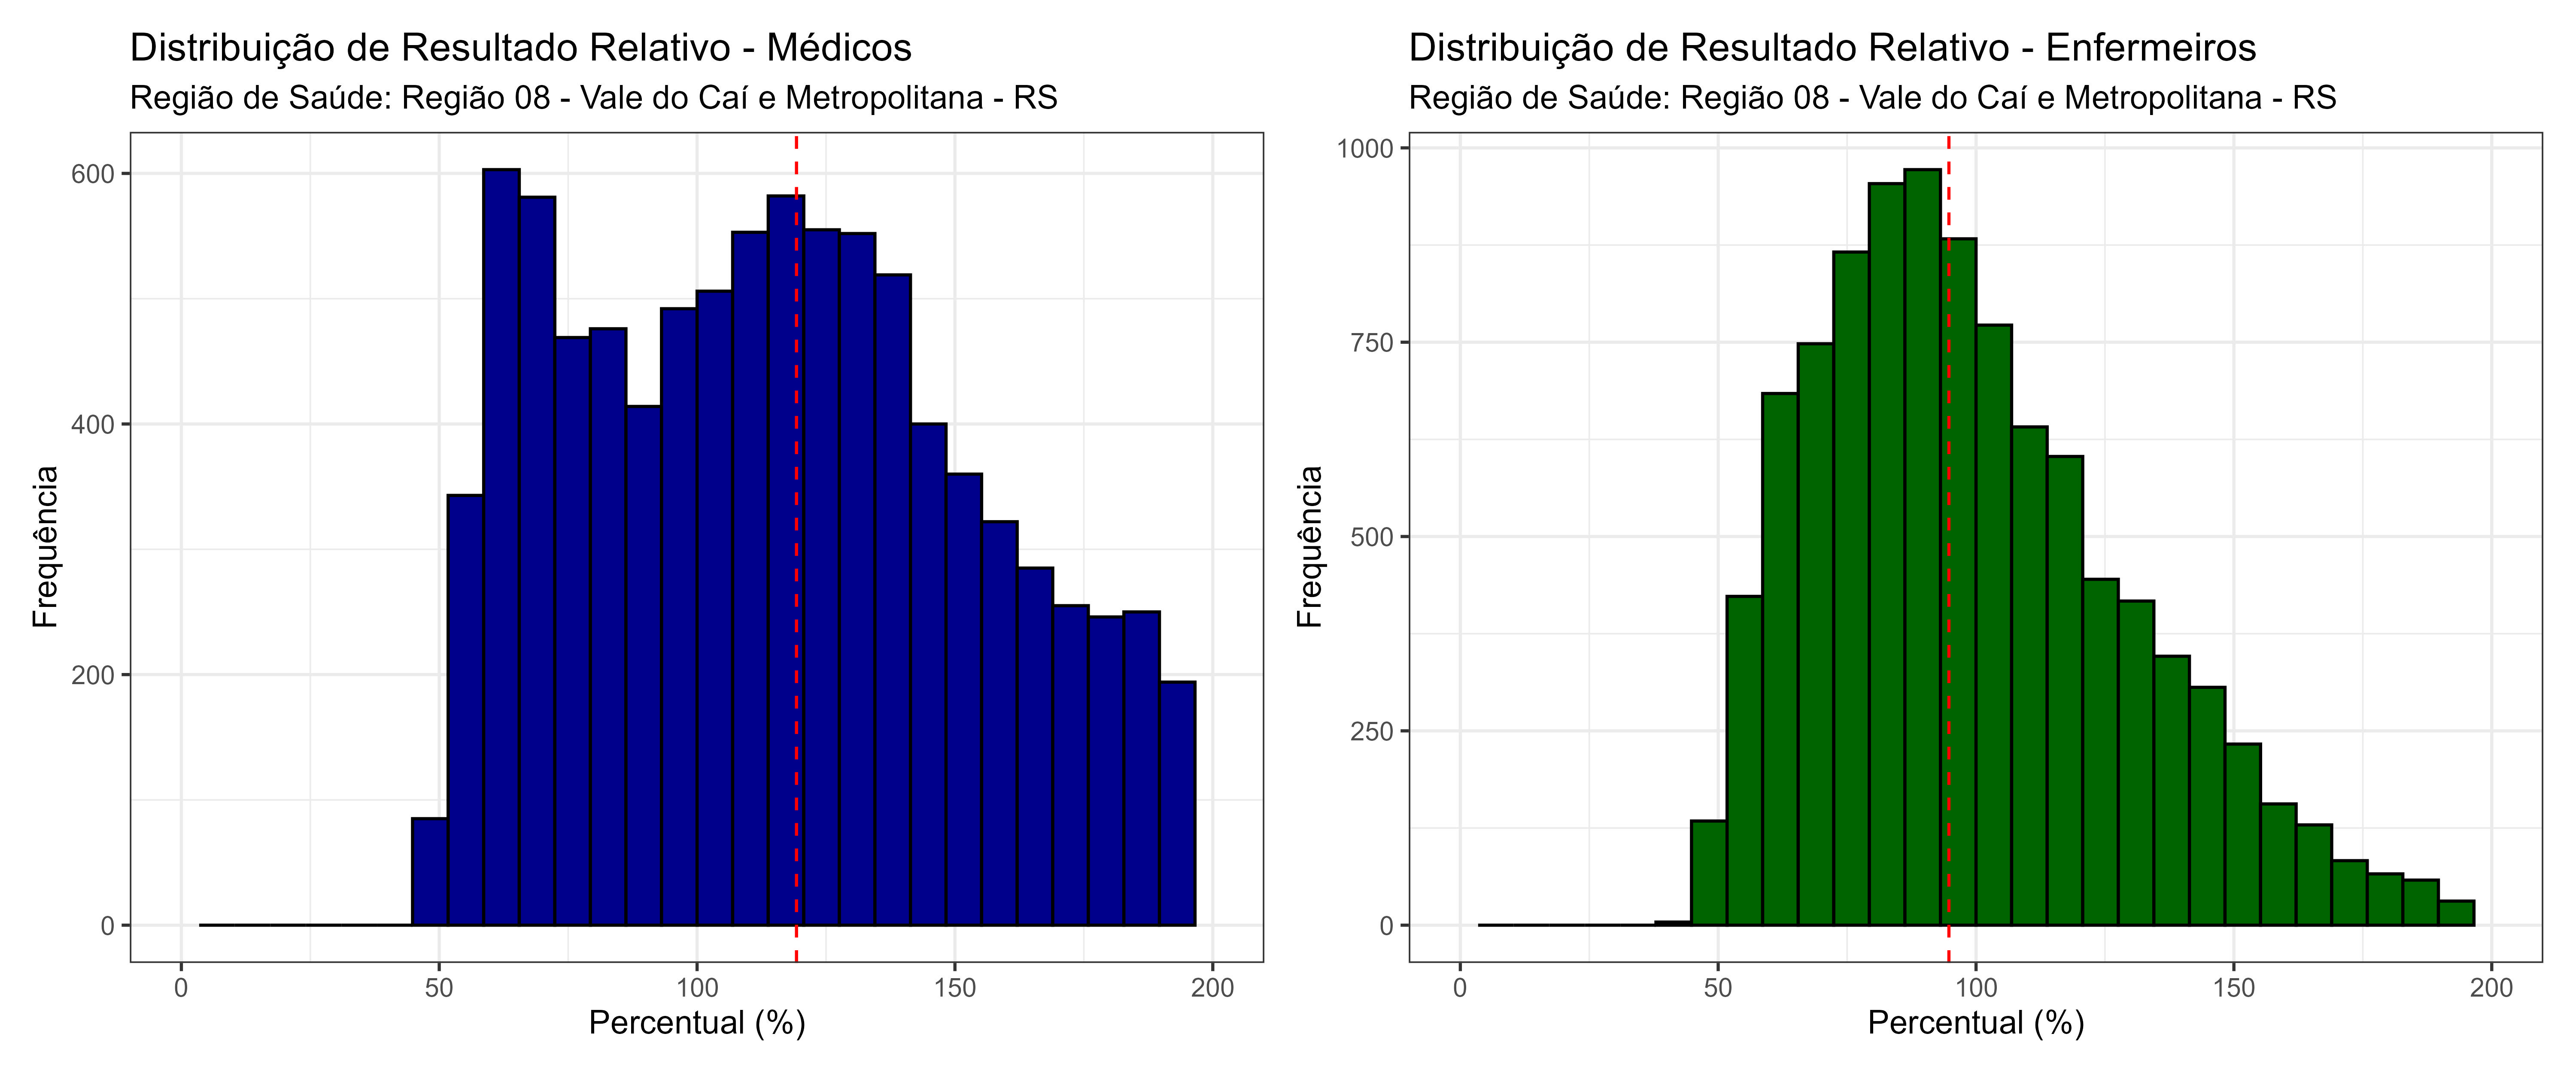 Distribuição de Resultado Relativo - Médicos
Região de Saúde: Região 08 - Vale do Caí e Metropolitana - RS
Frequência
600
400
200
0
0 50 100 150 200
Percentual (%)
Distribuição de Resultado Relativo - Enfermeiros
Região de Saúde: Região 08 - Vale do Caí e Metropolitana - RS
Frequência
1000
750
500
250
0
0 50 100 150 200
Percentual (%)